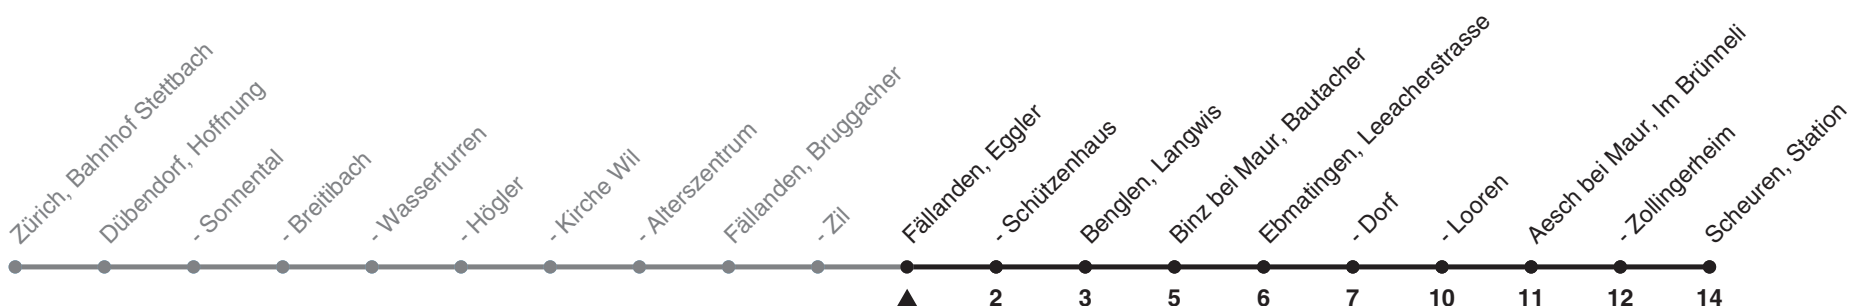 Zürich, Bahnhof Stettbach
Dübendorf, Hoffnung
- Sonnental
- Breitibach
- Wasserfurren
- Högler
- Kirche Wil
- Alterszentrum
Fällanden, Bruggacher
- Zil
Fällanden, Eggler
- Schützenhaus
Benglen, Langwis
Binz bei Maur, Bautacher
Ebmatingen, Leeacherstrasse
- Dorf
- Looren
Aesch bei Maur, Im Brünneli
- Zollingerheim
Scheuren, Station
2 3 5 6 7 10 11 12 14